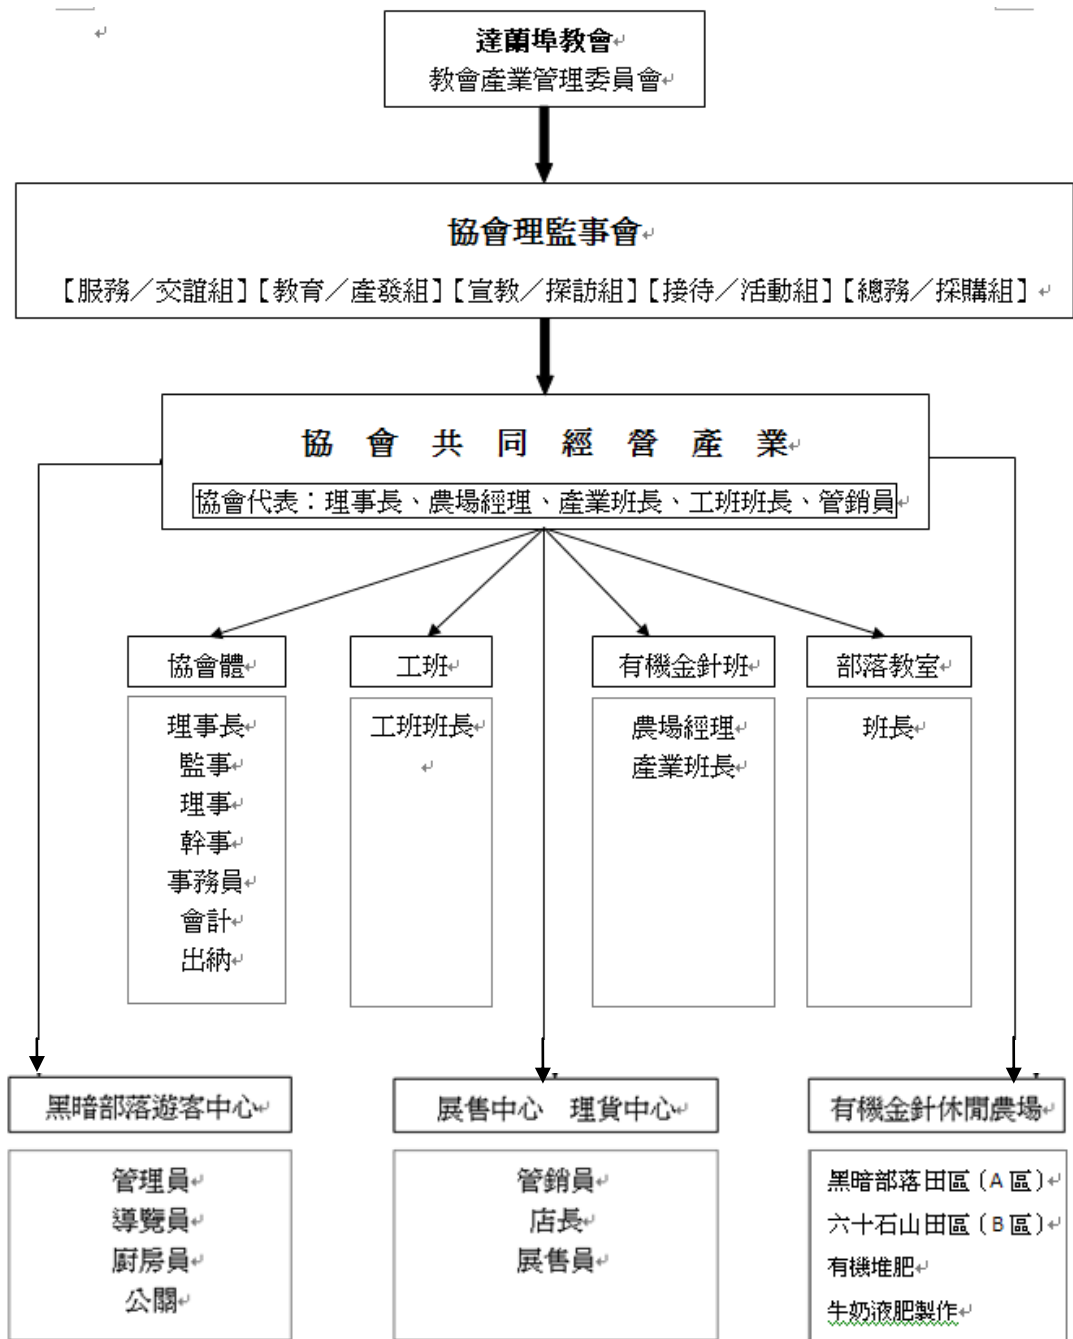 達蘭埠教會
教會產業管理委員會
協會理監事會
【服務／交誼組】【教育／產發組】【宣教／探訪組】【接待／活動組】【總務／採購組】
協會共同經營產業
協會代表：理事長、農場經理、產業班長、工班班長、管銷員
協會體
理事長
監事
理事
幹事
事務員
會計
出納
工班
工班班長
有機金針班
農場經理
產業班長
部落教室
班長
黑暗部落遊客中心
管理員
導覽員
廚房員
公關
展售中心　理貨中心
管銷員
店長
展售員
有機金針休閒農場
黑暗部落田區（A區）
六十石山田區（B區）
有機堆肥
牛奶液肥製作